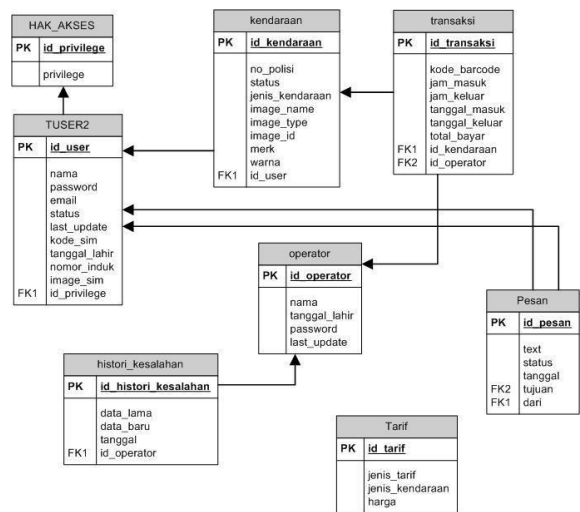 HAK_AKSES
PK id_privilege
privilege
kendaraan
PK id_kendaraan
no_polisi
status
jenis_kendaraan
image_name
image_type
image_id
merk
warna
FK1 id_user
transaksi
PK id_transaksi
kode_barcode
jam_masuk
jam_keluar
tanggal_masuk
tanggal_keluar
total_bayar
FK1 id_kendaraan
FK2 id_operator
TUSER2
PK id_user
nama
password
email
status
last_update
kode_sim
tanggal_lahir
nomor_induk
image_sim
FK1 id_privilege
operator
PK id_operator
nama
tanggal_lahir
password
last_update
Pesan
PK id_pesan
text
status
tanggal
FK2 tujuan
FK1 dari
histori_kesalahan
PK id_histori_kesalahan
data_lama
data_baru
tanggal
FK1 id_operator
Tarif
PK id_tarif
jenis_tarif
jenis_kendaraan
harga